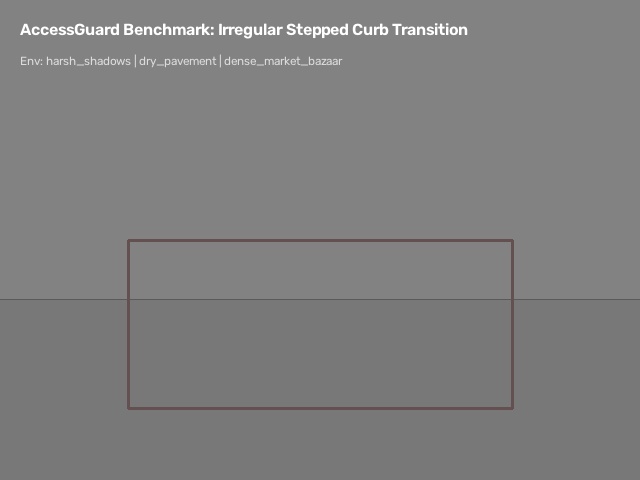 AccessGuard Benchmark: Irregular Stepped Curb Transition
Env: harsh_shadows | dry_pavement | dense_market_bazaar